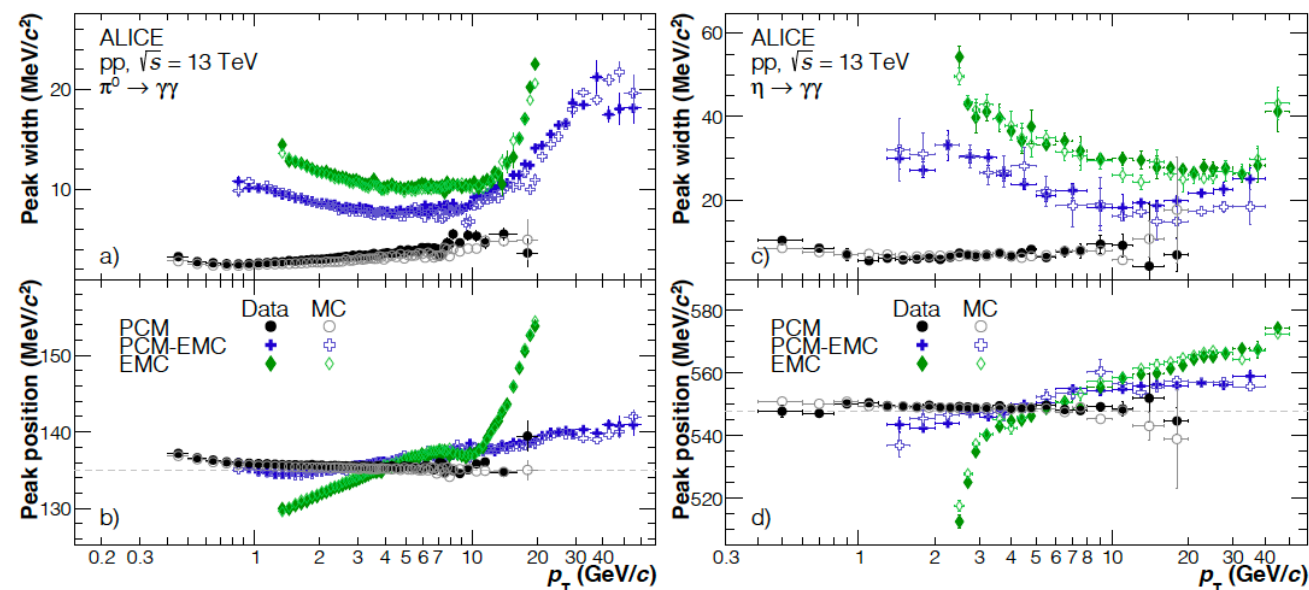 Peak width (MeV/c²)
20
10
ALICE
pp, √s = 13 TeV
π⁰ → γγ
a)
Peak position (MeV/c²)
150
140
130
Data MC
PCM
PCM-EMC
EMC
b)
0.2 0.3 1 2 3 4 5 6 7 10 20 30 40
p_T (GeV/c)
Peak width (MeV/c²)
60
40
20
ALICE
pp, √s = 13 TeV
η → γγ
c)
Peak position (MeV/c²)
580
560
540
520
Data MC
PCM
PCM-EMC
EMC
d)
0.3 1 2 3 4 5 6 7 8 10 20 30 40
p_T (GeV/c)